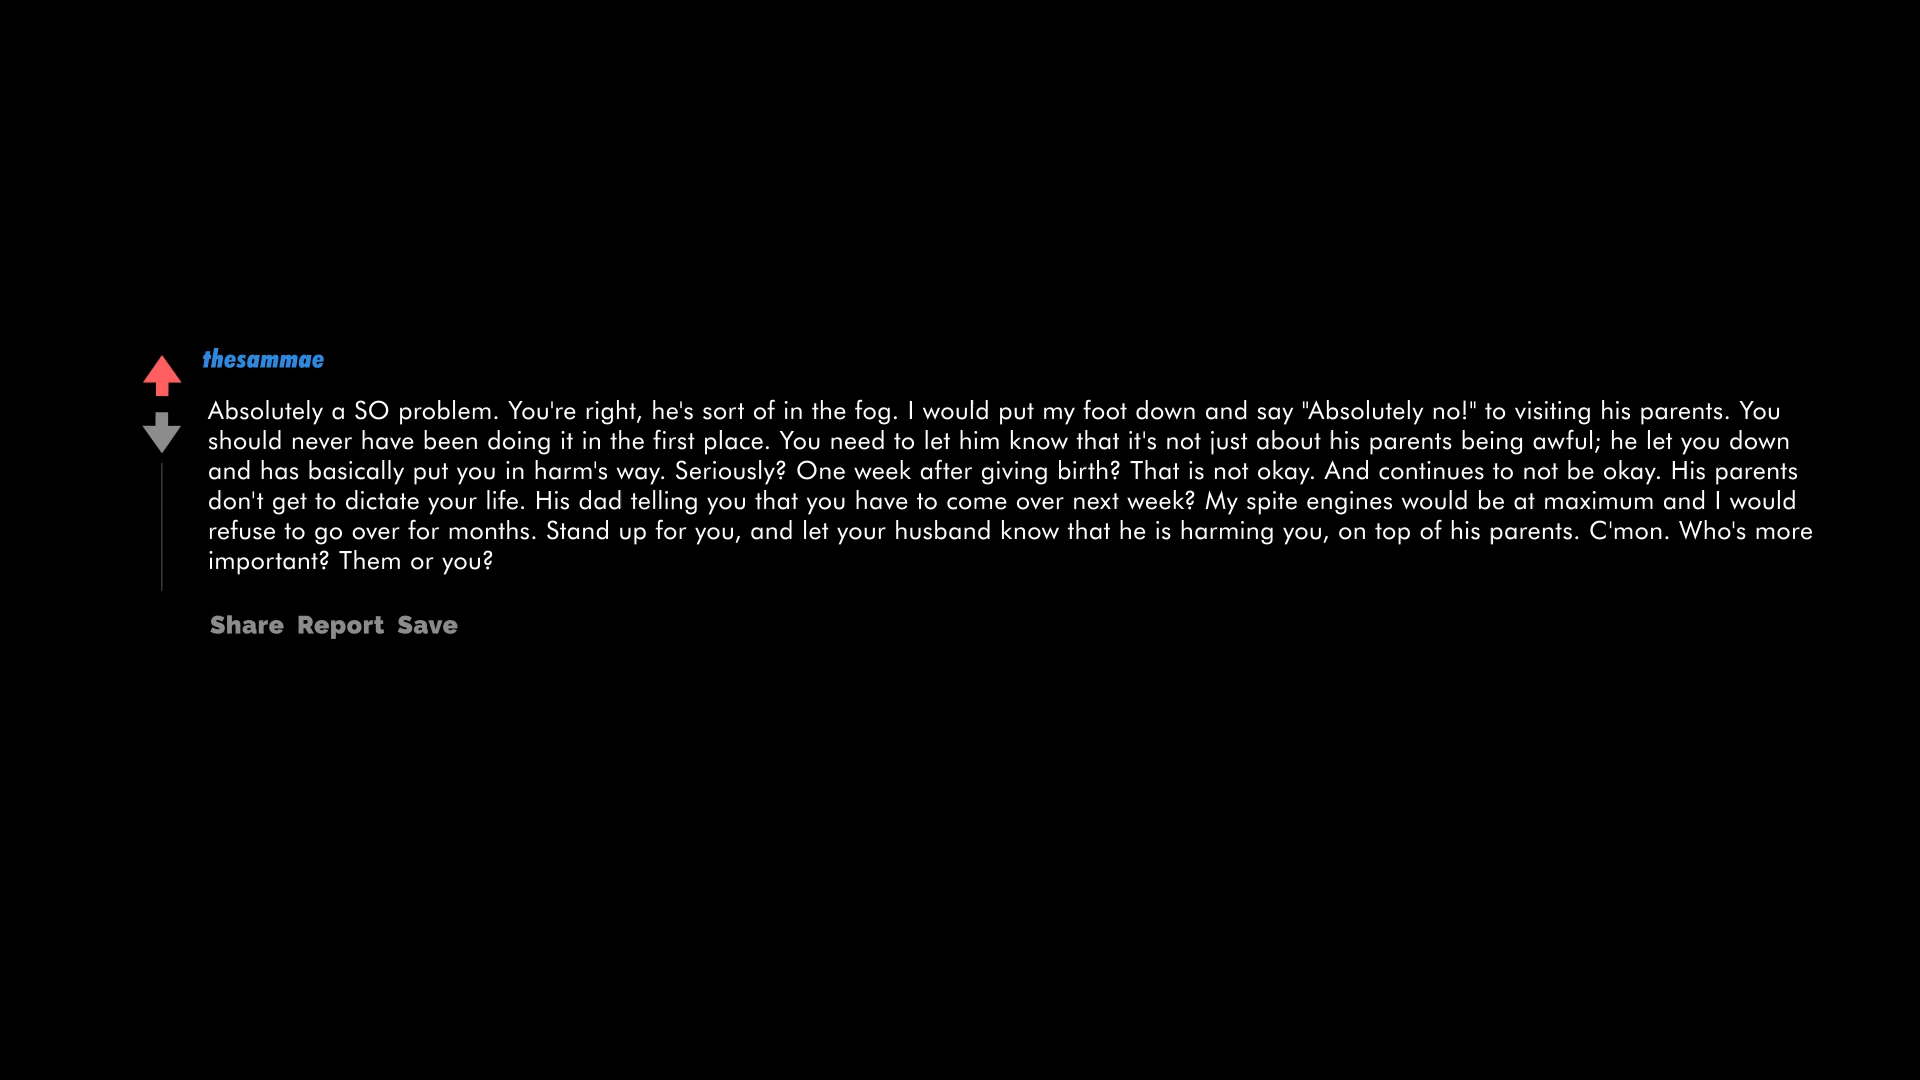 thesammae
Absolutely a SO problem. You're right, he's sort of in the fog. I would put my foot down and say "Absolutely no!" to visiting his parents. You
should never have been doing it in the first place. You need to let him know that it's not just about his parents being awful; he let you down
and has basically put you in harm's way. Seriously? One week after giving birth? That is not okay. And continues to not be okay. His parents
don't get to dictate your life. His dad telling you that you have to come over next week? My spite engines would be at maximum and I would
refuse to go over for months. Stand up for you, and let your husband know that he is harming you, on top of his parents. C'mon. Who's more
important? Them or you?
Share Report Save